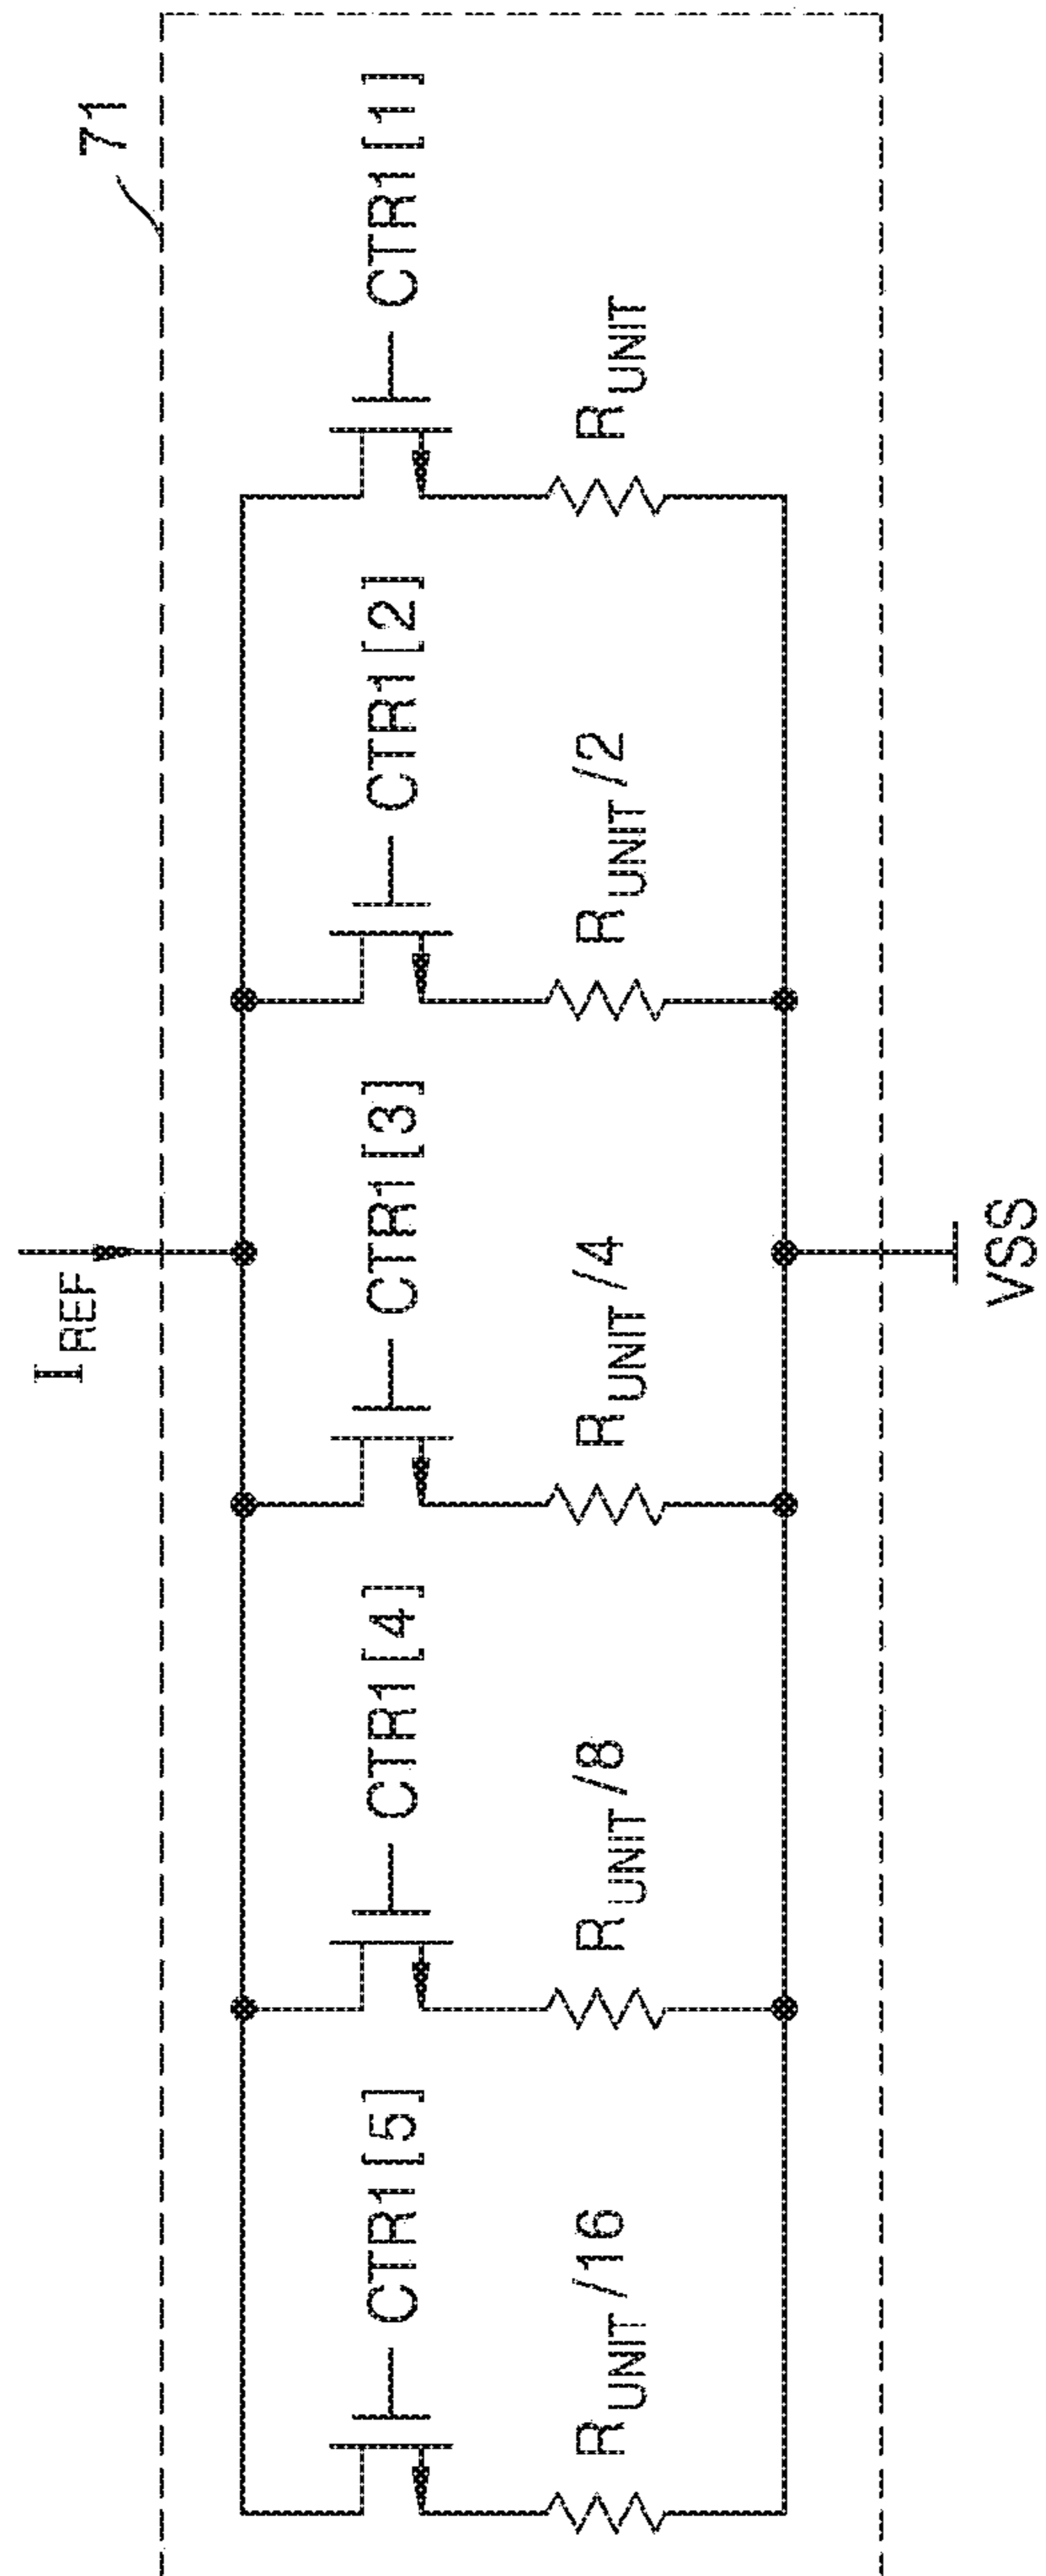 71
I_REF
CTR1[5]
CTR1[4]
CTR1[3]
CTR1[2]
CTR1[1]
R_UNIT/16
R_UNIT/8
R_UNIT/4
R_UNIT/2
R_UNIT
VSS